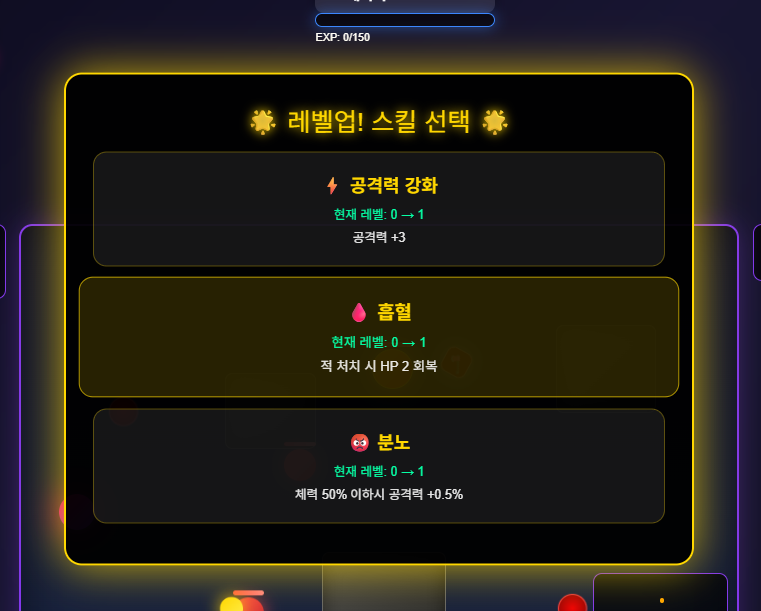 EXP: 0/150
🌟 레벨업! 스킬 선택 🌟
⚡ 공격력 강화
현재 레벨: 0 → 1
공격력 +3
🩸 흡혈
현재 레벨: 0 → 1
적 처치 시 HP 2 회복
😡 분노
현재 레벨: 0 → 1
체력 50% 이하시 공격력 +0.5%